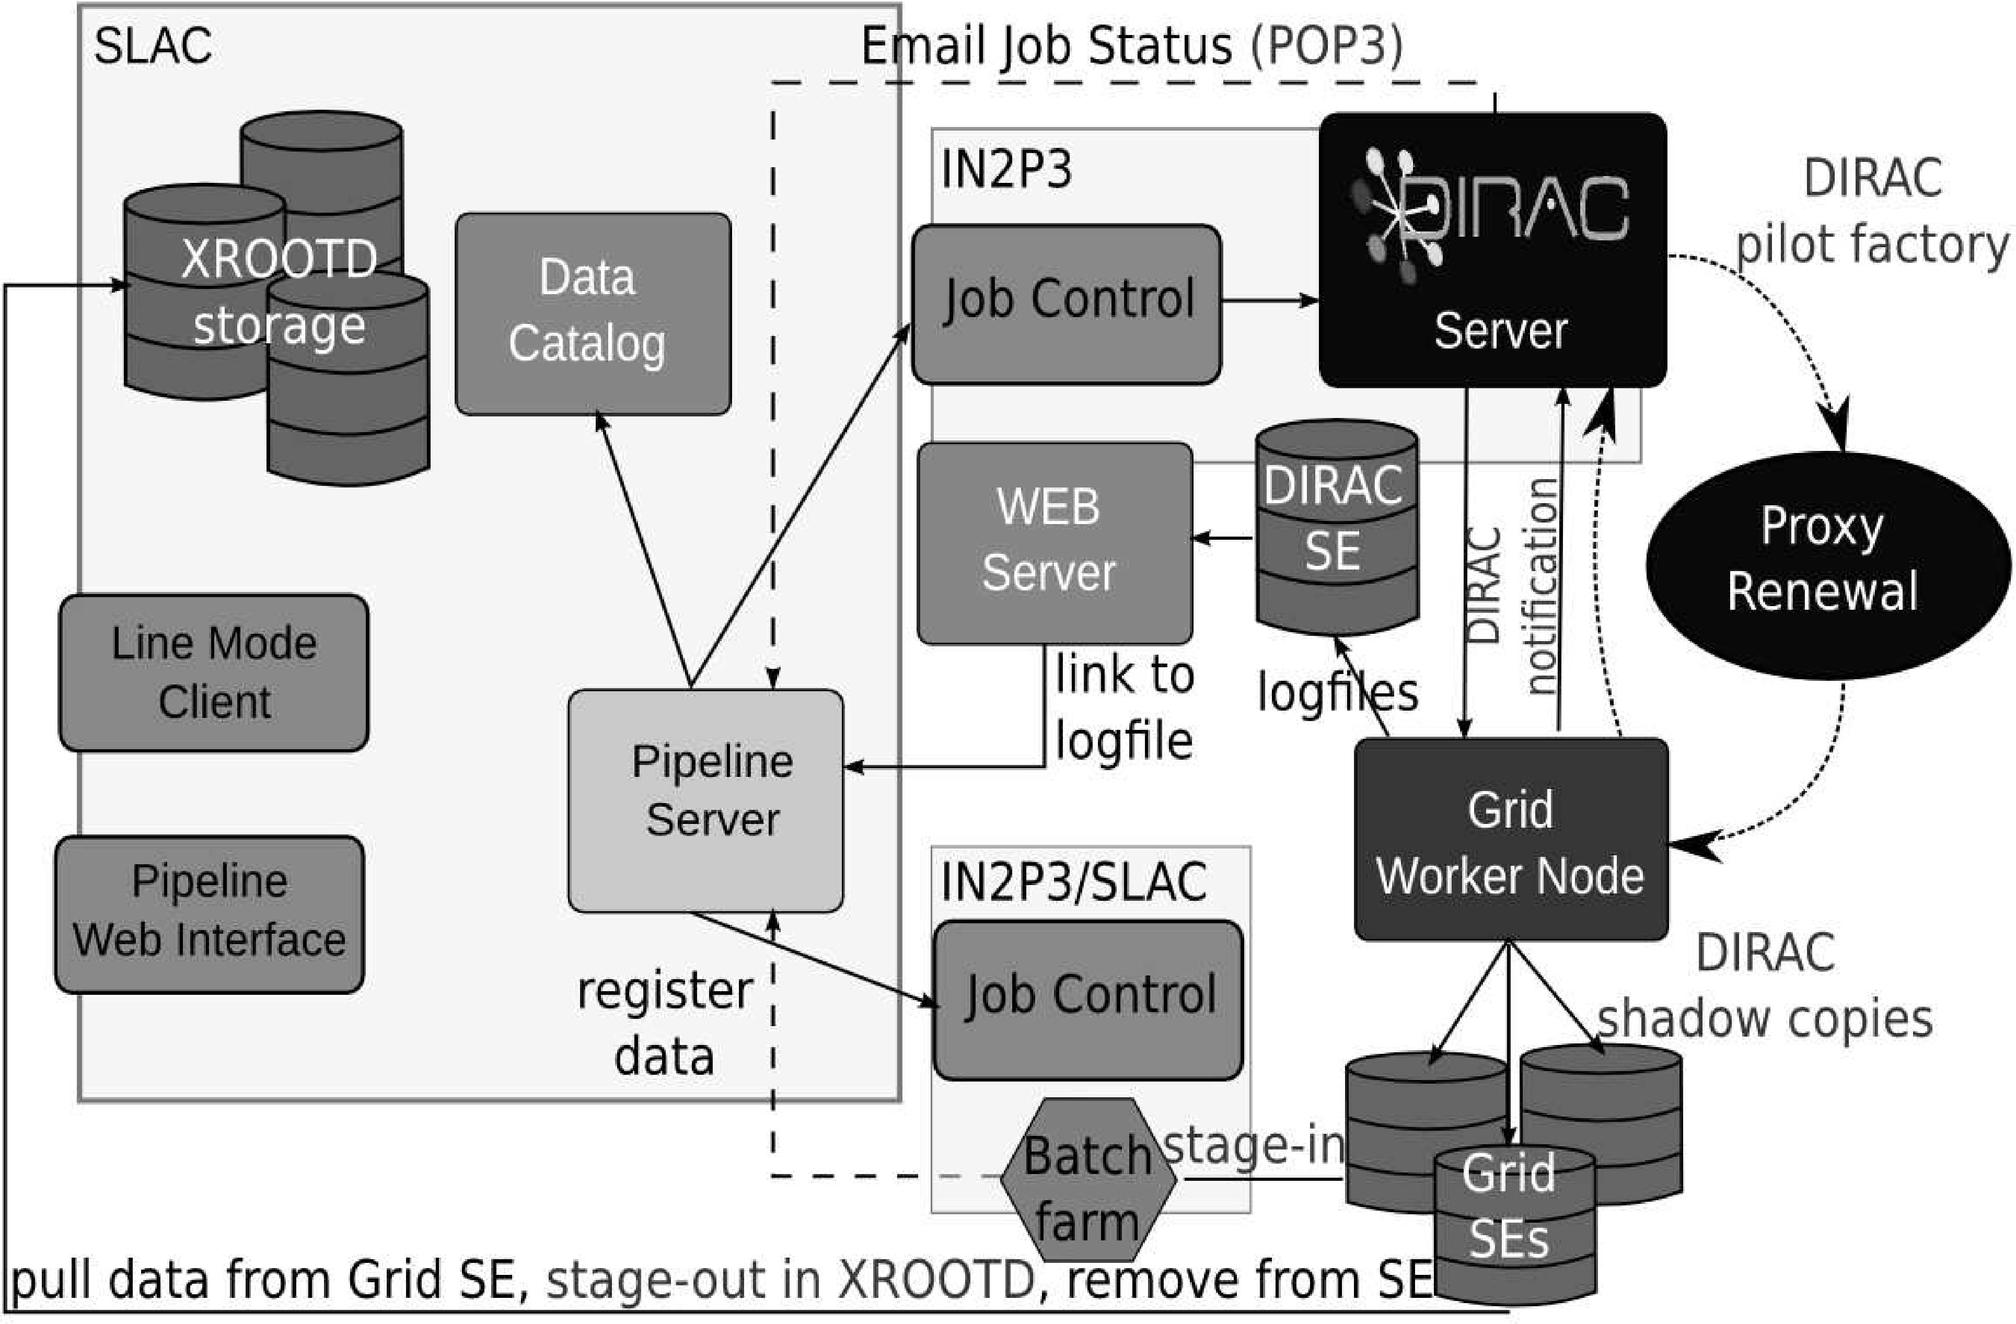 SLAC
Email Job Status (POP3)
IN2P3
DIRAC
Server
DIRAC
pilot factory
XROOTD
storage
Data
Catalog
Job Control
WEB
Server
DIRAC
SE
DIRAC
notification
Proxy
Renewal
Line Mode
Client
link to
logfile
logfiles
Pipeline
Server
Grid
Worker Node
Pipeline
Web Interface
IN2P3/SLAC
Job Control
register
data
DIRAC
shadow copies
Batch
farm
stage-in
Grid
SEs
pull data from Grid SE, stage-out in XROOTD, remove from SE